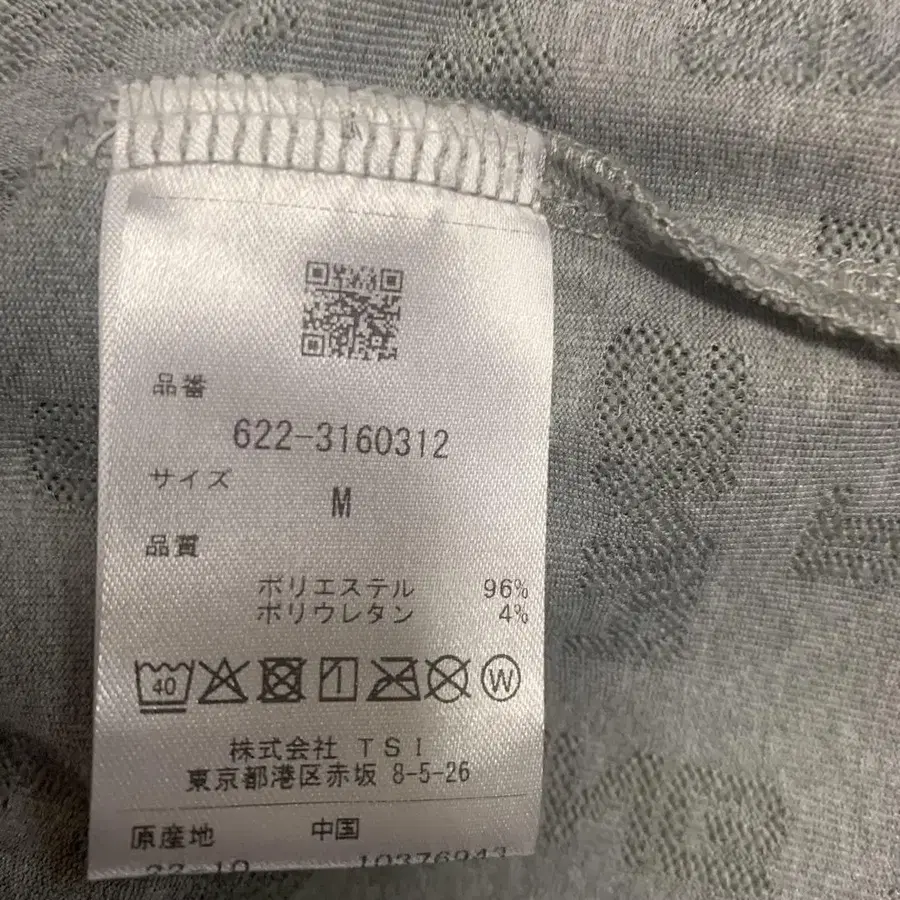 品番
622-3160312
サイズ
M
品質
ポリエステル 96%
ポリウレタン 4%
40 W
株式会社 TSI
東京都港区赤坂 8-5-26
原産地 中国
10376943